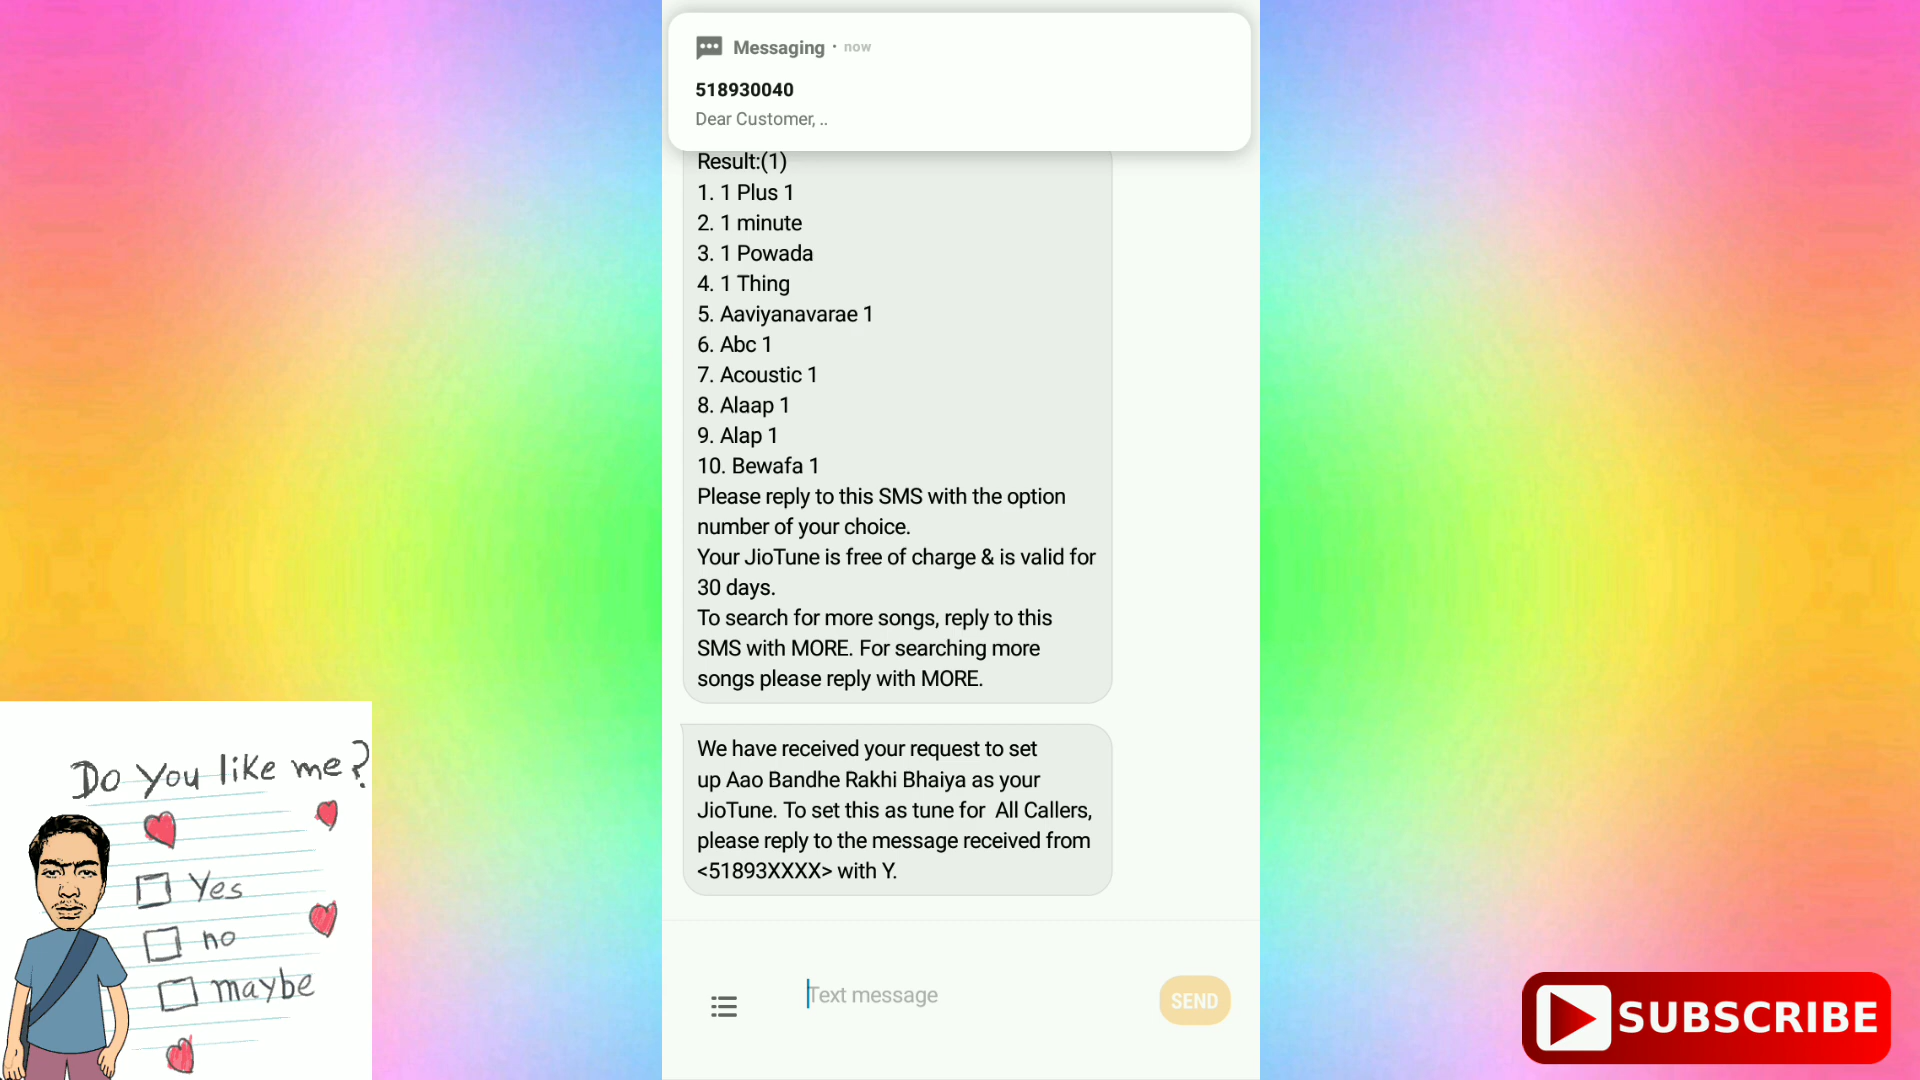 Messaging · now
518930040
Dear Customer, ..
Result:(1)
1. 1 Plus 1
2. 1 minute
3. 1 Powada
4. 1 Thing
5. Aaviyanavarae 1
6. Abc 1
7. Acoustic 1
8. Alaap 1
9. Alap 1
10. Bewafa 1
Please reply to this SMS with the option
number of your choice.
Your JioTune is free of charge & is valid for
30 days.
To search for more songs, reply to this
SMS with MORE. For searching more
songs please reply with MORE.
We have received your request to set
up Aao Bandhe Rakhi Bhaiya as your
JioTune. To set this as tune for  All Callers,
please reply to the message received from
<51893XXXX> with Y.
Text message
SEND
Do you like me?
Yes
no
maybe
SUBSCRIBE